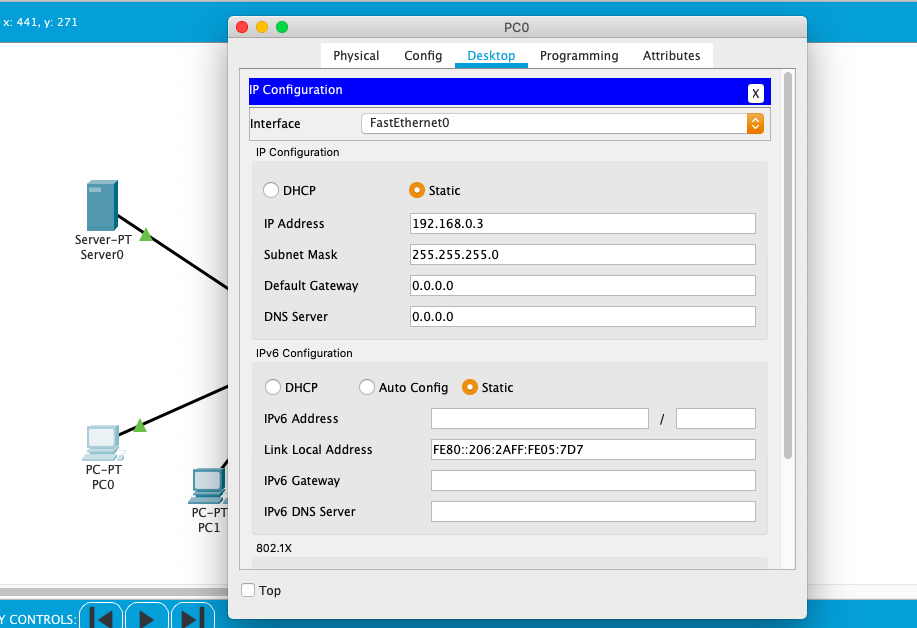 x: 441, y: 271
PC0
Physical Config Desktop Programming Attributes
IP Configuration
X
Interface FastEthernet0
IP Configuration
DHCP Static
IP Address 192.168.0.3
Subnet Mask 255.255.255.0
Default Gateway 0.0.0.0
DNS Server 0.0.0.0
IPv6 Configuration
DHCP Auto Config Static
IPv6 Address /
Link Local Address FE80::206:2AFF:FE05:7D7
IPv6 Gateway
IPv6 DNS Server
802.1X
Top
Server-PT
Server0
PC-PT
PC0
PC-PT
PC1
Y CONTROLS: